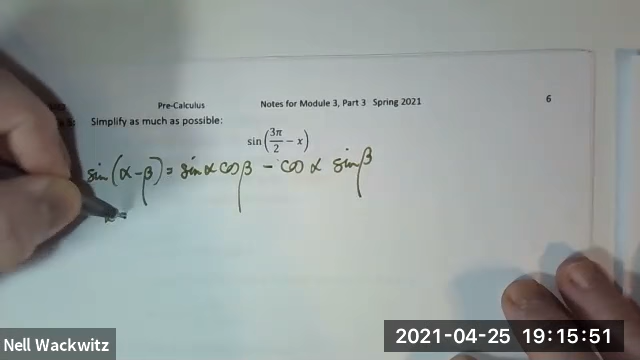 Pre-Calculus Notes for Module 3, Part 3 Spring 2021 6
Simplify as much as possible:
sin(3π/2 − x)
sin(α − β) = sin α cos β − cos α sin β
Nell Wackwitz
2021-04-25 19:15:51